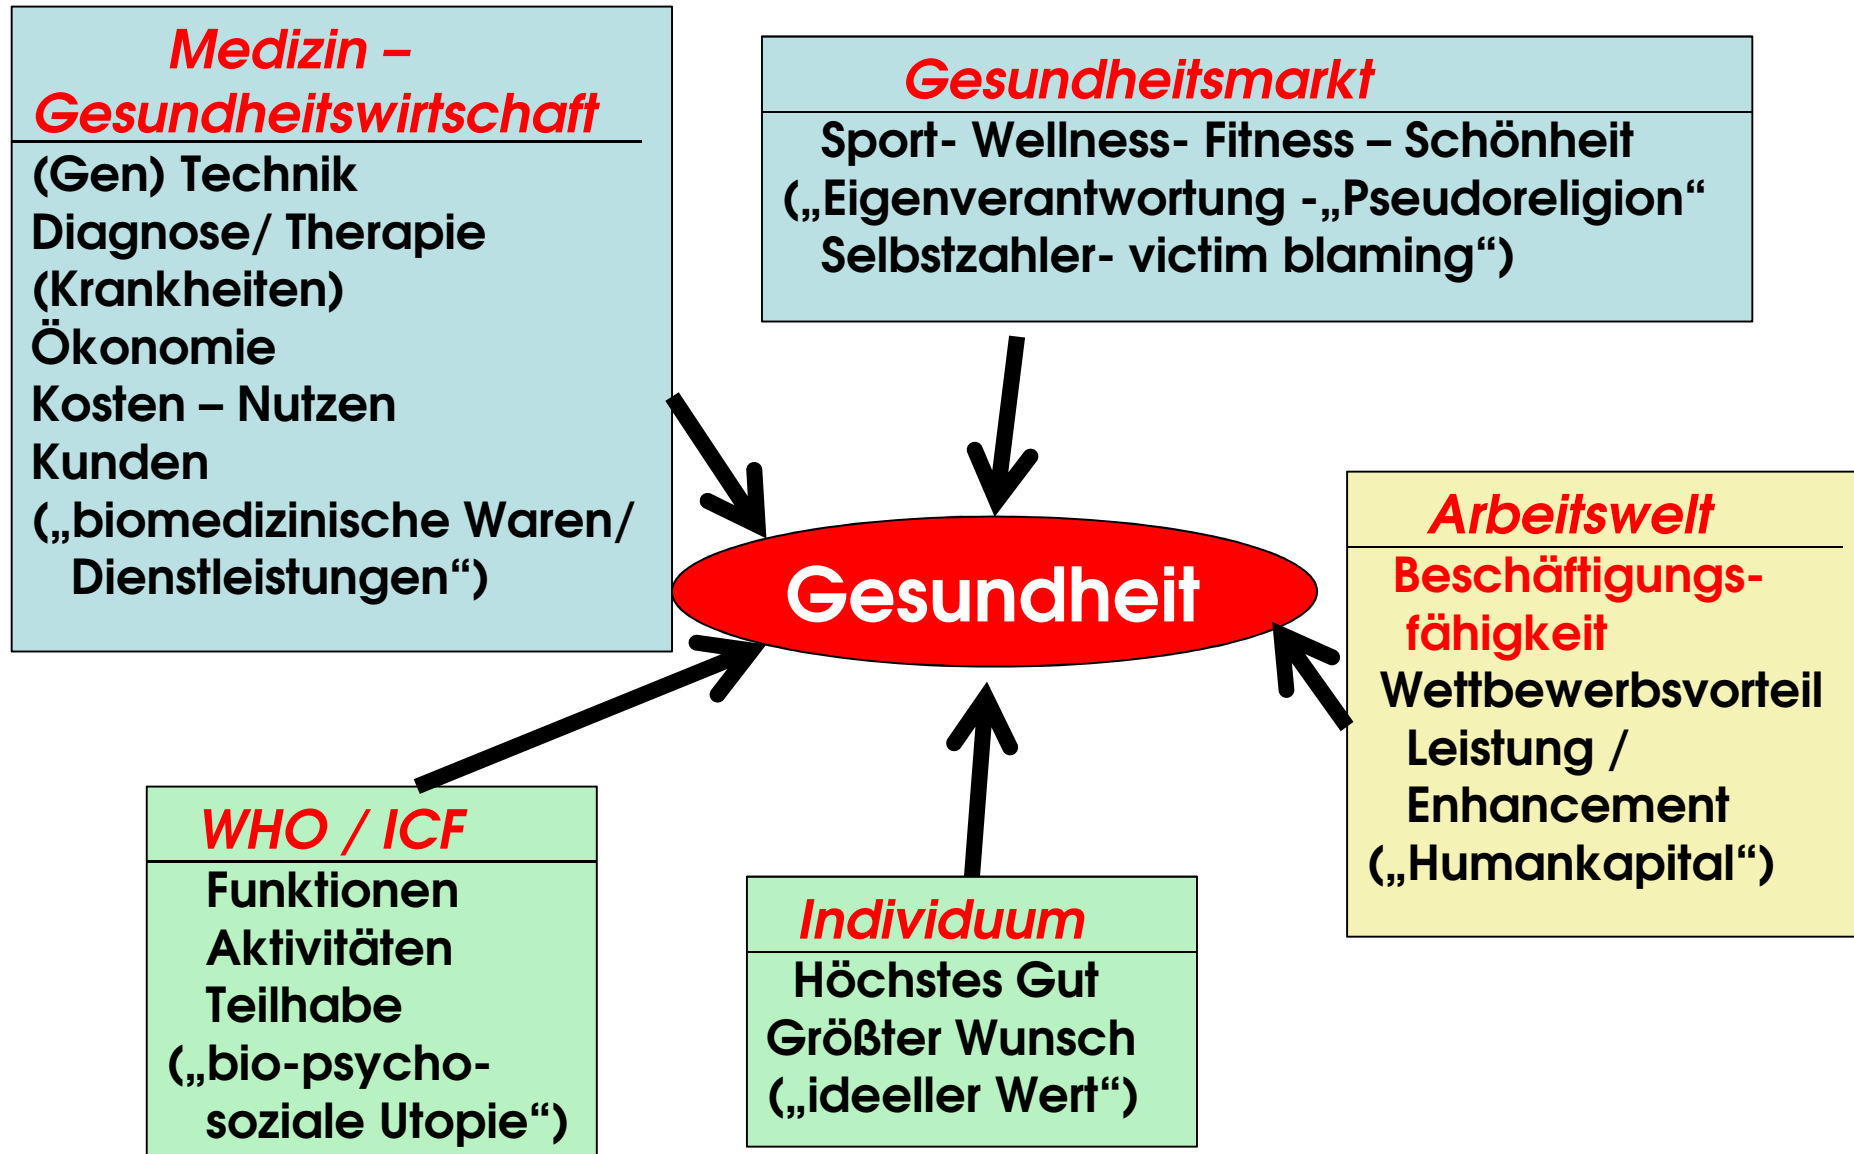 Medizin –
Gesundheitswirtschaft
(Gen) Technik
Diagnose/ Therapie
(Krankheiten)
Ökonomie
Kosten – Nutzen
Kunden
(„biomedizinische Waren/
Dienstleistungen“)
Gesundheitsmarkt
Sport- Wellness- Fitness – Schönheit
(„Eigenverantwortung -„Pseudoreligion“
Selbstzahler- victim blaming“)
Gesundheit
Arbeitswelt
Beschäftigungs-
fähigkeit
Wettbewerbsvorteil
Leistung /
Enhancement
(„Humankapital“)
WHO / ICF
Funktionen
Aktivitäten
Teilhabe
(„bio-psycho-
soziale Utopie“)
Individuum
Höchstes Gut
Größter Wunsch
(„ideeller Wert“)